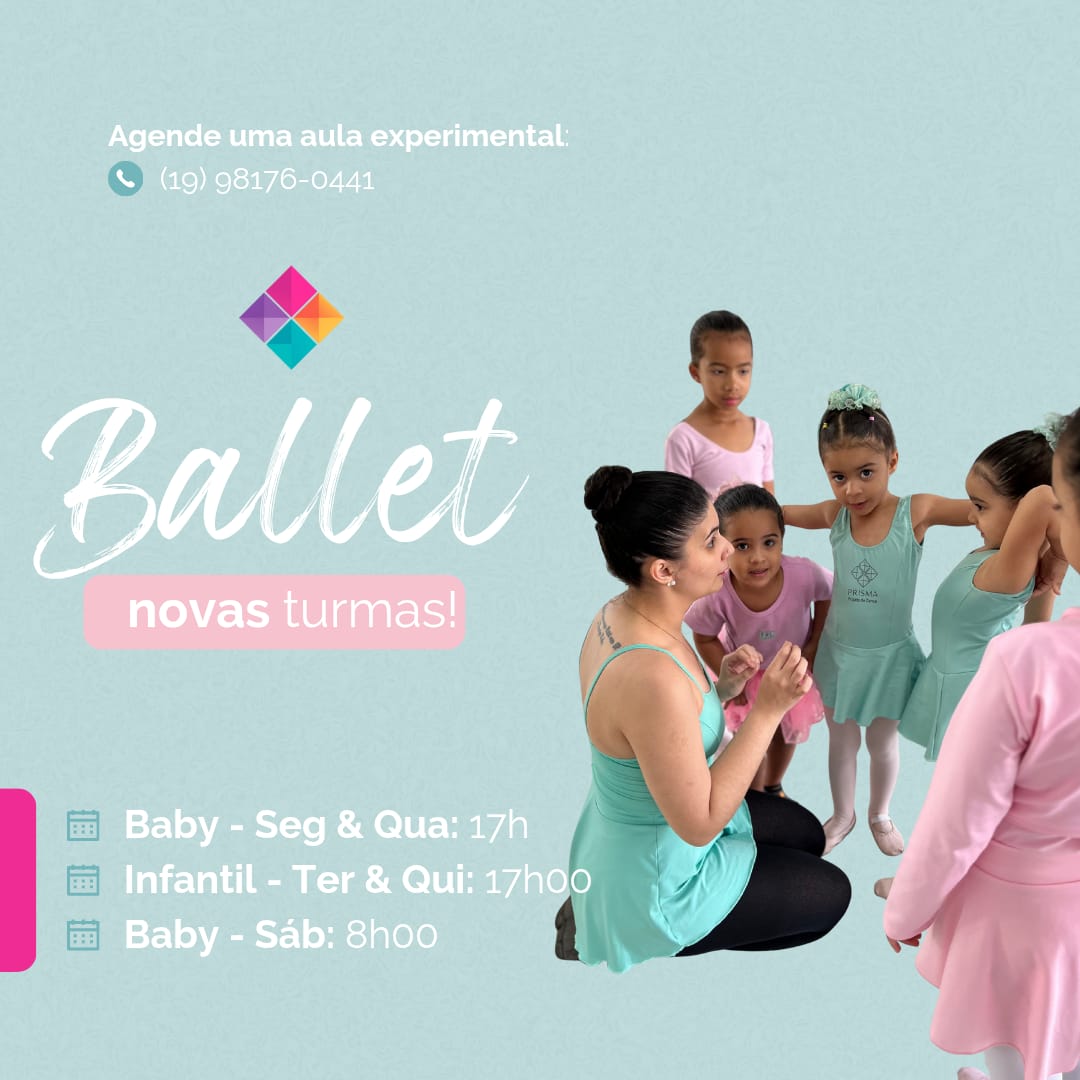 Agende uma aula experimental:
(19) 98176-0441
Ballet
novas turmas!
PRISMA
Baby - Seg & Qua: 17h
Infantil - Ter & Qui: 17h00
Baby - Sáb: 8h00